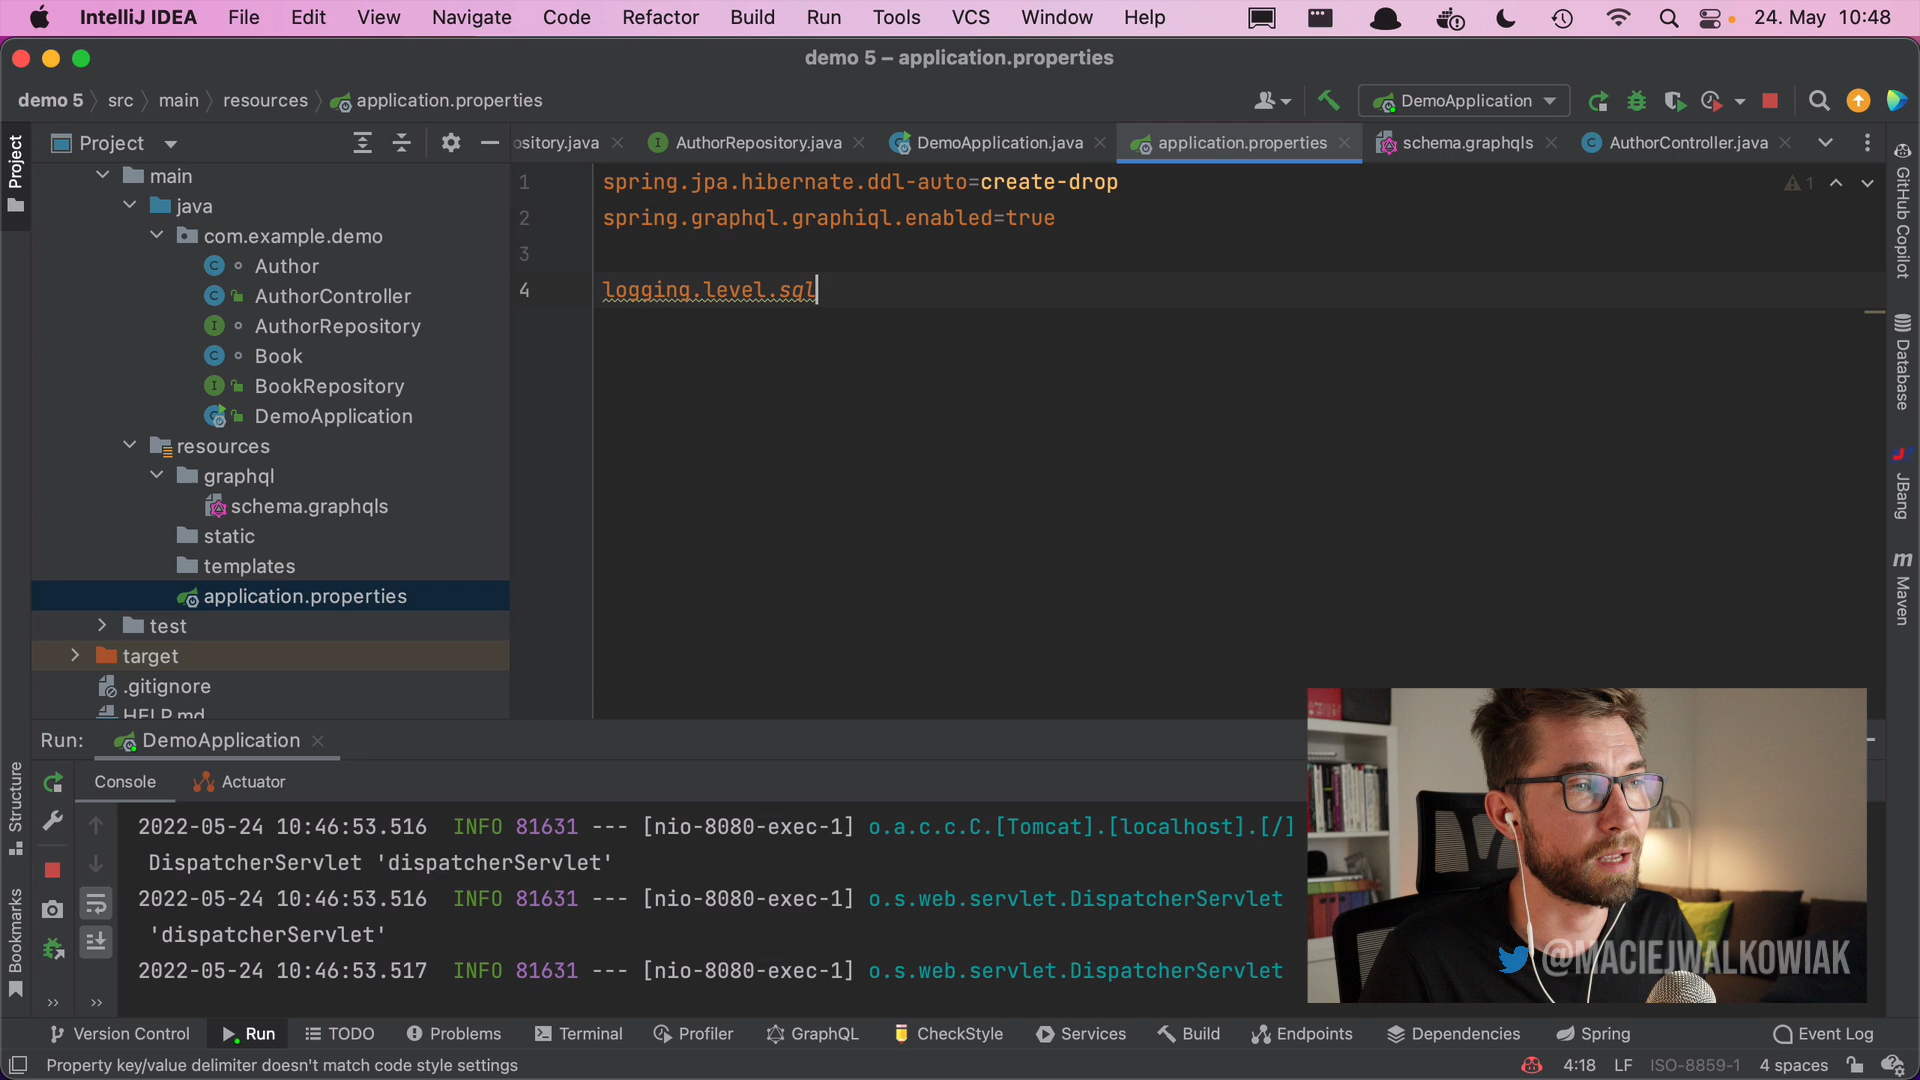 IntelliJ IDEA File Edit View Navigate Code Refactor Build Run Tools VCS Window Help 24. May 10:48
demo 5 – application.properties
demo 5 src main resources application.properties DemoApplication
Project ository.java AuthorRepository.java DemoApplication.java application.properties schema.graphqls AuthorController.java
Project
GitHub Copilot
Database
JBang
Maven
Structure
Bookmarks
main
java
com.example.demo
Author
AuthorController
AuthorRepository
Book
BookRepository
DemoApplication
resources
graphql
schema.graphqls
static
templates
application.properties
test
target
.gitignore
HELP.md
1 spring.jpa.hibernate.ddl-auto=create-drop
2 spring.graphql.graphiql.enabled=true
3
4 logging.level.sql
1
Run: DemoApplication
Console Actuator
2022-05-24 10:46:53.516 INFO 81631 --- [nio-8080-exec-1] o.a.c.c.C.[Tomcat].[localhost].[/]
DispatcherServlet 'dispatcherServlet'
2022-05-24 10:46:53.516 INFO 81631 --- [nio-8080-exec-1] o.s.web.servlet.DispatcherServlet
'dispatcherServlet'
2022-05-24 10:46:53.517 INFO 81631 --- [nio-8080-exec-1] o.s.web.servlet.DispatcherServlet
@MACIEJWALKOWIAK
Version Control Run TODO Problems Terminal Profiler GraphQL CheckStyle Services Build Endpoints Dependencies Spring Event Log
Property key/value delimiter doesn't match code style settings 4:18 LF ISO-8859-1 4 spaces